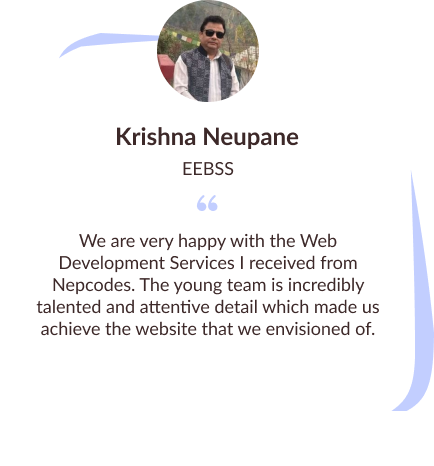 Krishna Neupane
EEBSS
“
We are very happy with the Web
Development Services I received from
Nepcodes. The young team is incredibly
talented and attentive detail which made us
achieve the website that we envisioned of.